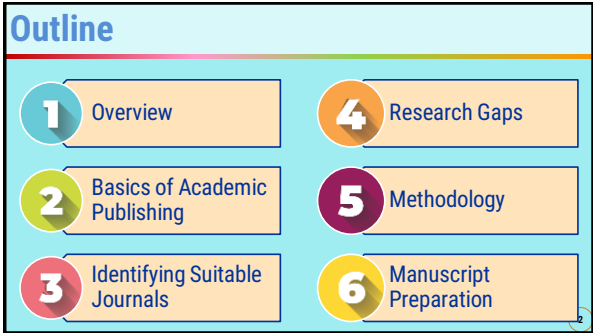 Outline
1 Overview
2 Basics of Academic
Publishing
3 Identifying Suitable
Journals
4 Research Gaps
5 Methodology
6 Manuscript
Preparation
2